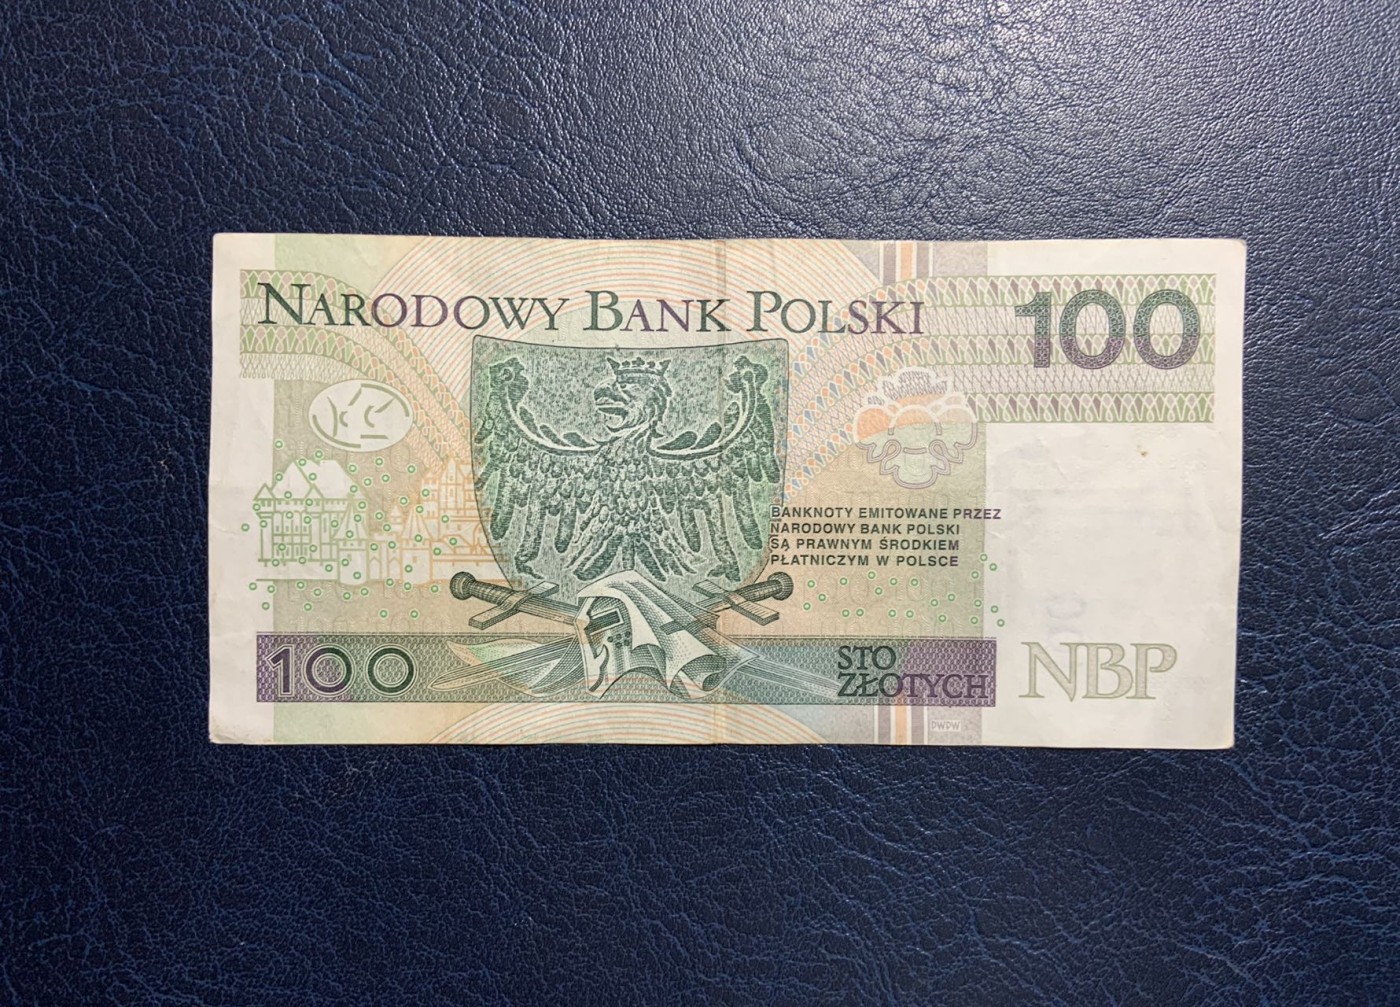 NARODOWY BANK POLSKI
100
BANKNOTY EMITOWANE PRZEZ
NARODOWY BANK POLSKI
SĄ PRAWNYM ŚRODKIEM
PŁATNICZYM W POLSCE
100
STO
ZŁOTYCH
NBP
PWPW